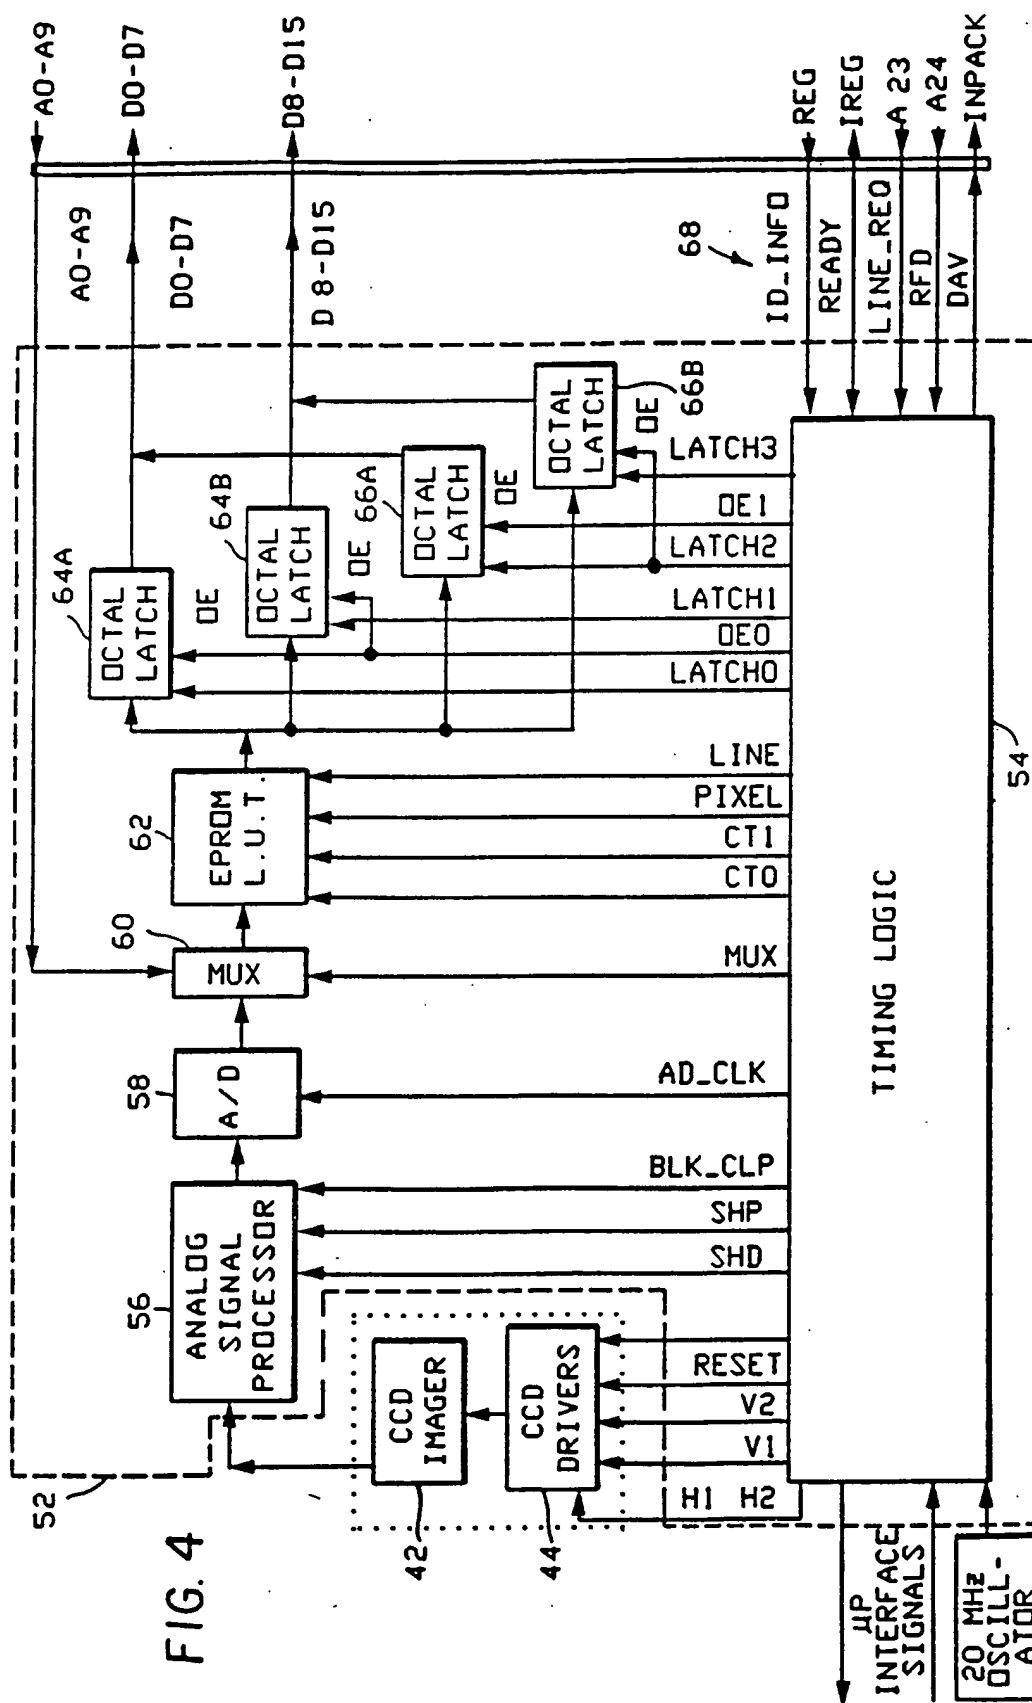 FIG. 4
52
A0-A9
A0-A9
D0-D7
D0-D7
D8-D15
D8-D15
64A
OCTAL
LATCH
OE
64B
OCTAL
LATCH
OE
66A
OCTAL
LATCH
OE
66B
OCTAL
LATCH
OE
62
EPROM
L.U.T.
60
MUX
58
A/D
56
ANALOG
SIGNAL
PROCESSOR
CCD
IMAGER
42
CCD
DRIVERS
44
H1 H2
V1
V2
RESET
SHD
SHP
BLK_CLP
AD_CLK
MUX
CT0
CT1
PIXEL
LINE
LATCH0
OE0
LATCH1
LATCH2
OE1
LATCH3
68
ID_INFO
READY
LINE_REQ
RFD
DAV
REG
IREG
A23
A24
INPACK
TIMING LOGIC
54
µP
INTERFACE
SIGNALS
20 MHz
OSCILL-
ATOR